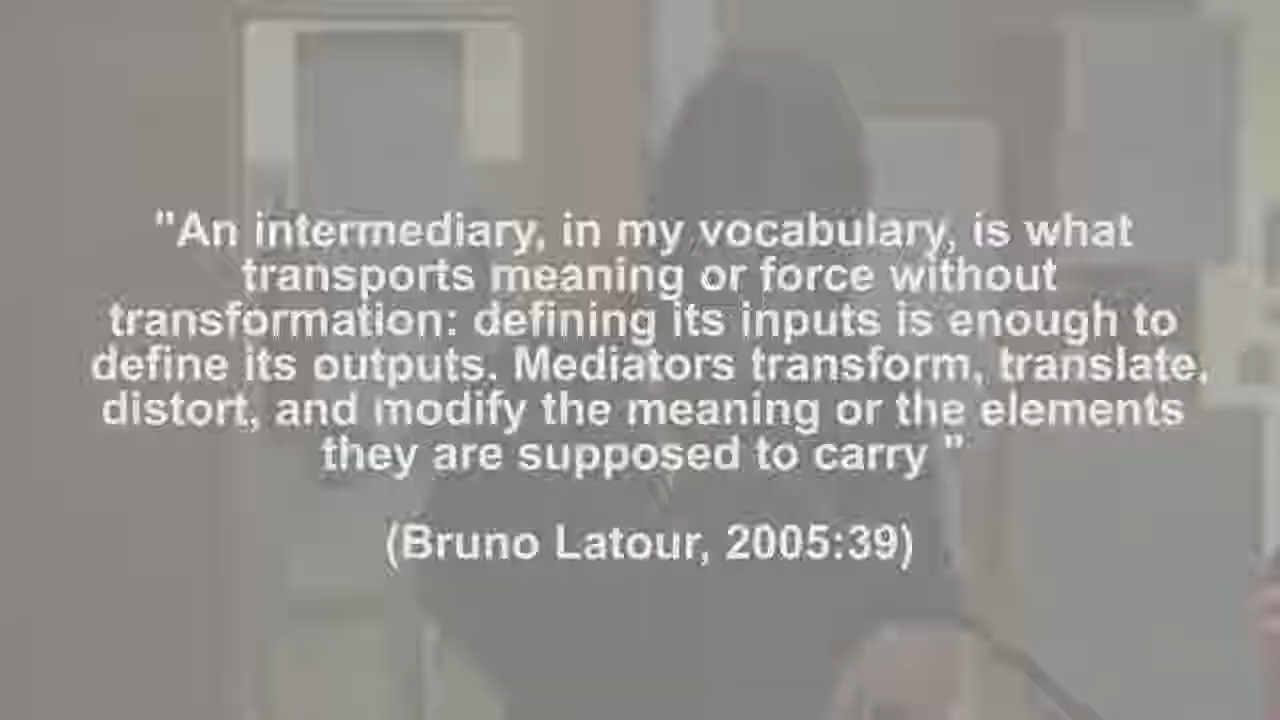 "An intermediary, in my vocabulary, is what
transports meaning or force without
transformation: defining its inputs is enough to
define its outputs. Mediators transform, translate,
distort, and modify the meaning or the elements
they are supposed to carry "
(Bruno Latour, 2005:39)